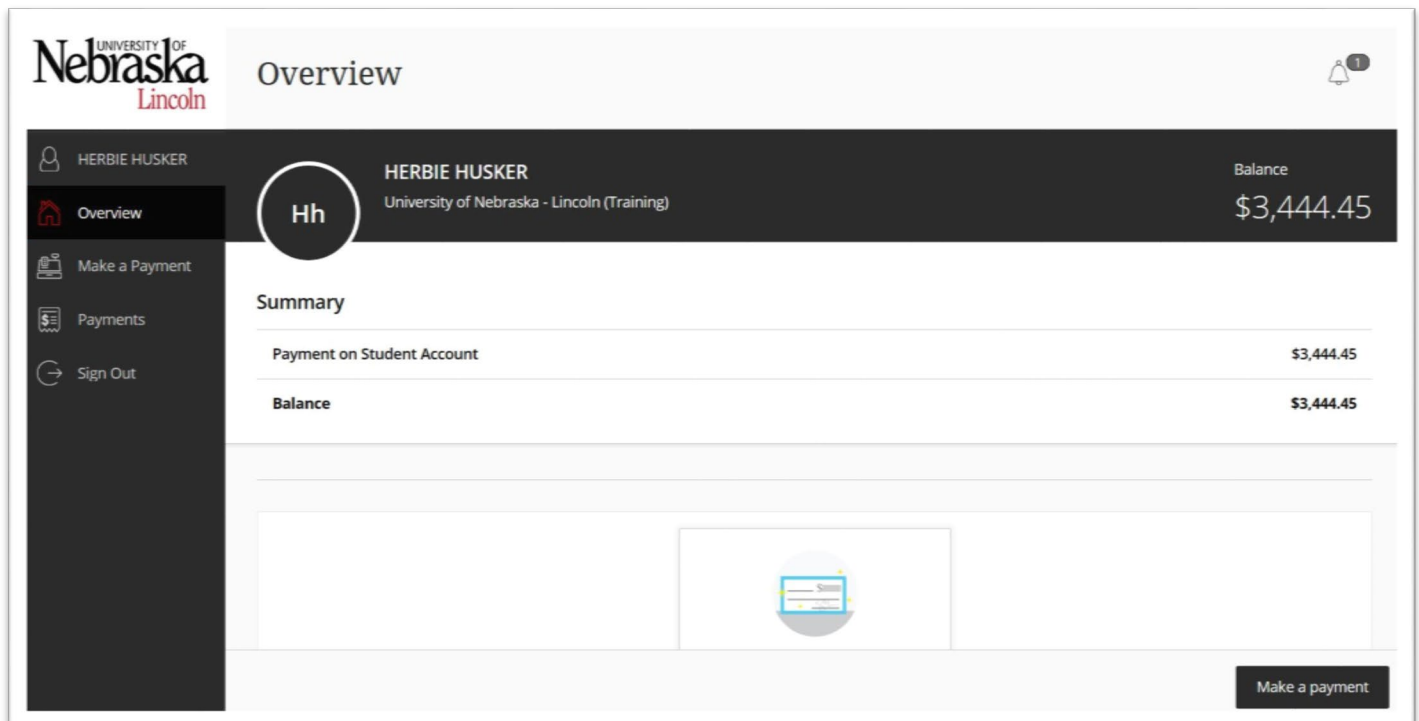 UNIVERSITY OF
Nebraska
Lincoln
Overview
1
HERBIE HUSKER
Overview
Make a Payment
Payments
Sign Out
Hh
HERBIE HUSKER
University of Nebraska - Lincoln (Training)
Balance
$3,444.45
Summary
Payment on Student Account $3,444.45
Balance $3,444.45
Make a payment